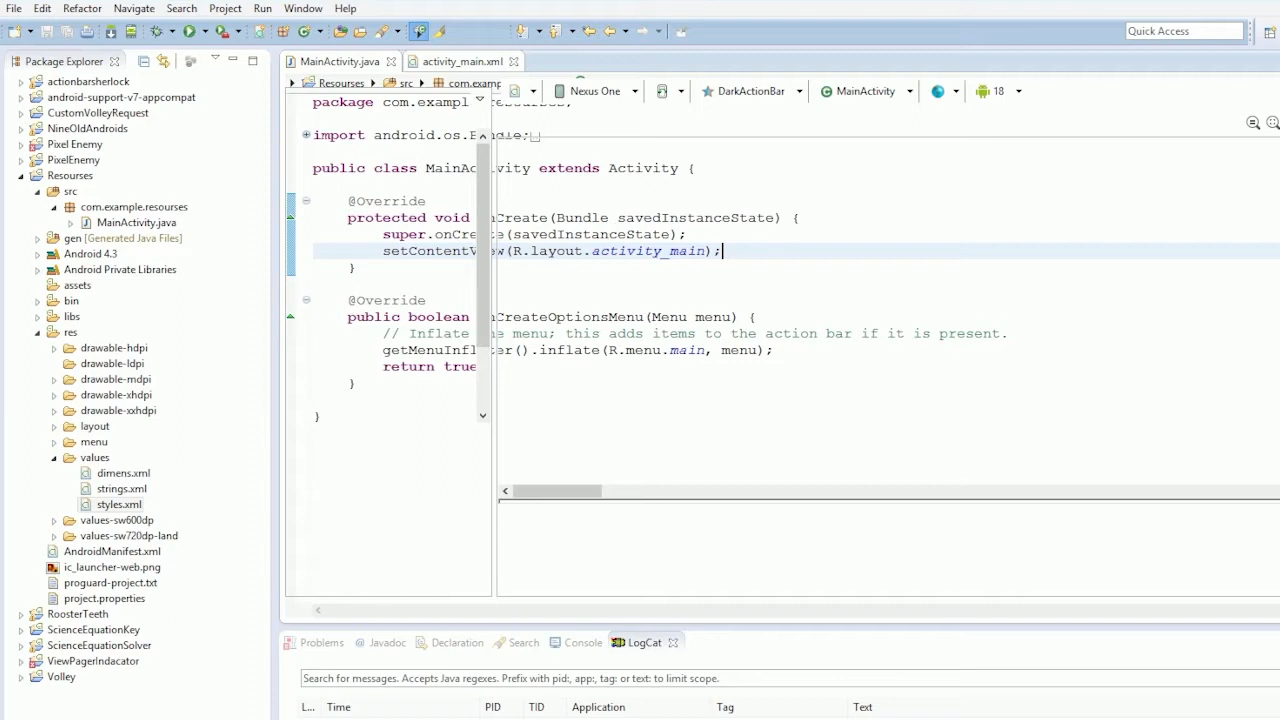 File Edit Refactor Navigate Search Project Run Window Help
Quick Access
Package Explorer
MainActivity.java
activity_main.xml
actionbarsherlock
android-support-v7-appcompat
CustomVolleyRequest
NineOldAndroids
Pixel Enemy
PixelEnemy
Resourses
src
com.example.resourses
MainActivity.java
gen [Generated Java Files]
Android 4.3
Android Private Libraries
assets
bin
libs
res
drawable-hdpi
drawable-ldpi
drawable-mdpi
drawable-xhdpi
drawable-xxhdpi
layout
menu
values
dimens.xml
strings.xml
styles.xml
values-sw600dp
values-sw720dp-land
AndroidManifest.xml
ic_launcher-web.png
proguard-project.txt
project.properties
RoosterTeeth
ScienceEquationKey
ScienceEquationSolver
ViewPagerIndacator
Volley
Resourses src com.examp
Nexus One DarkActionBar MainActivity 18
package com.exampl
import android.os.Bundle;
public class MainActivity extends Activity {
@Override
protected void nCreate(Bundle savedInstanceState) {
super.onCreate(savedInstanceState);
setContentView(R.layout.activity_main);
}
@Override
public boolean nCreateOptionsMenu(Menu menu) {
// Inflate the menu; this adds items to the action bar if it is present.
getMenuInflater().inflate(R.menu.main, menu);
return true
}
}
Problems @ Javadoc Declaration Search Console LogCat
Search for messages. Accepts Java regexes. Prefix with pid:, app:, tag: or text: to limit scope.
L... Time PID TID Application Tag Text